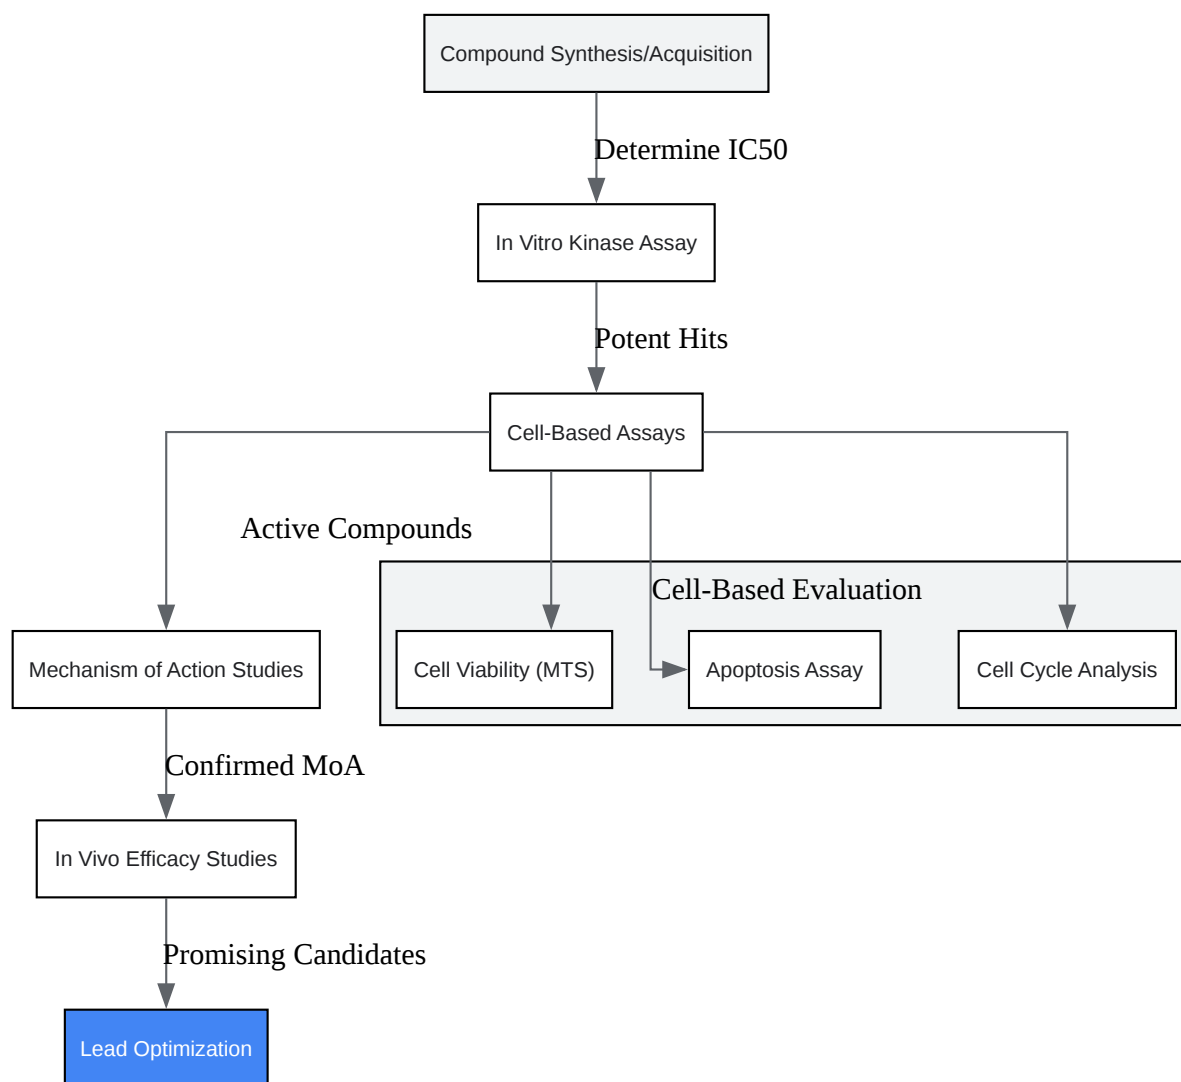 Compound Synthesis/Acquisition
Determine IC50
In Vitro Kinase Assay
Potent Hits
Cell-Based Assays
Active Compounds
Cell-Based Evaluation
Mechanism of Action Studies
Cell Viability (MTS)
Apoptosis Assay
Cell Cycle Analysis
Confirmed MoA
In Vivo Efficacy Studies
Promising Candidates
Lead Optimization